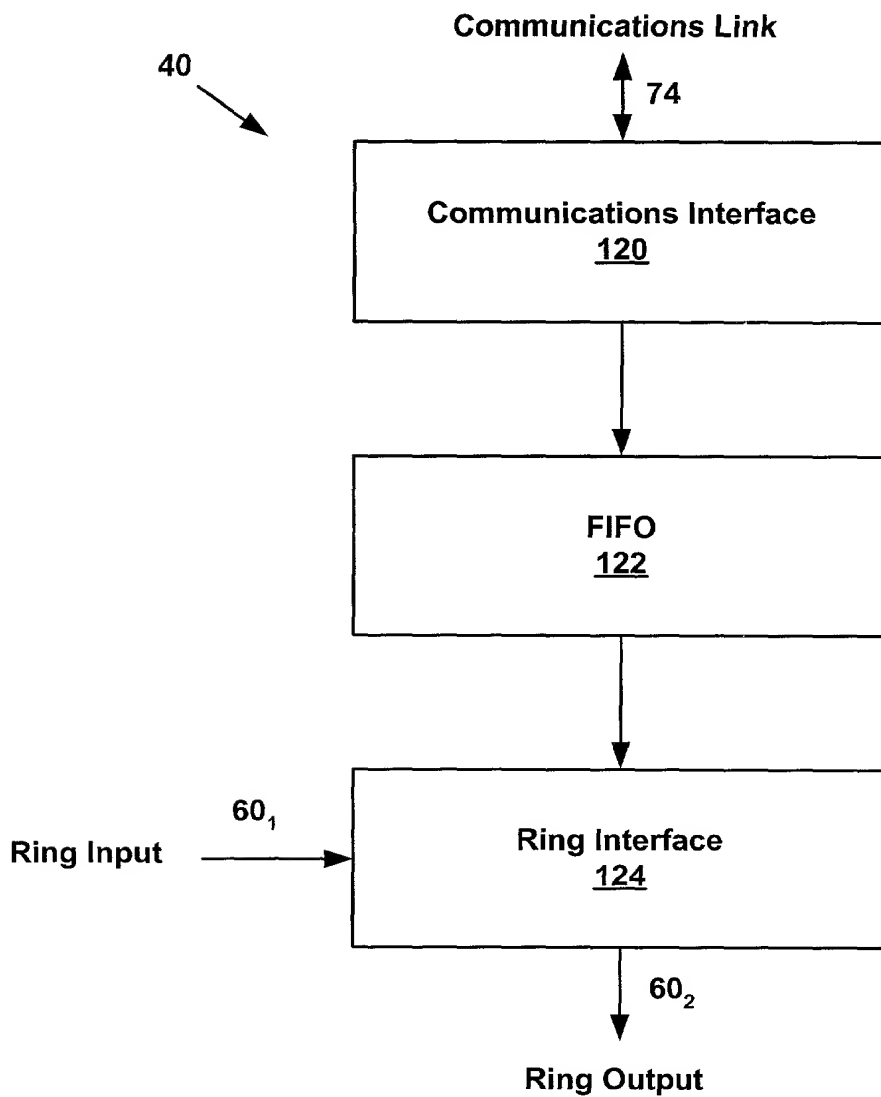 Communications Link
40
74
Communications Interface
120
FIFO
122
60₁
Ring Input
Ring Interface
124
60₂
Ring Output